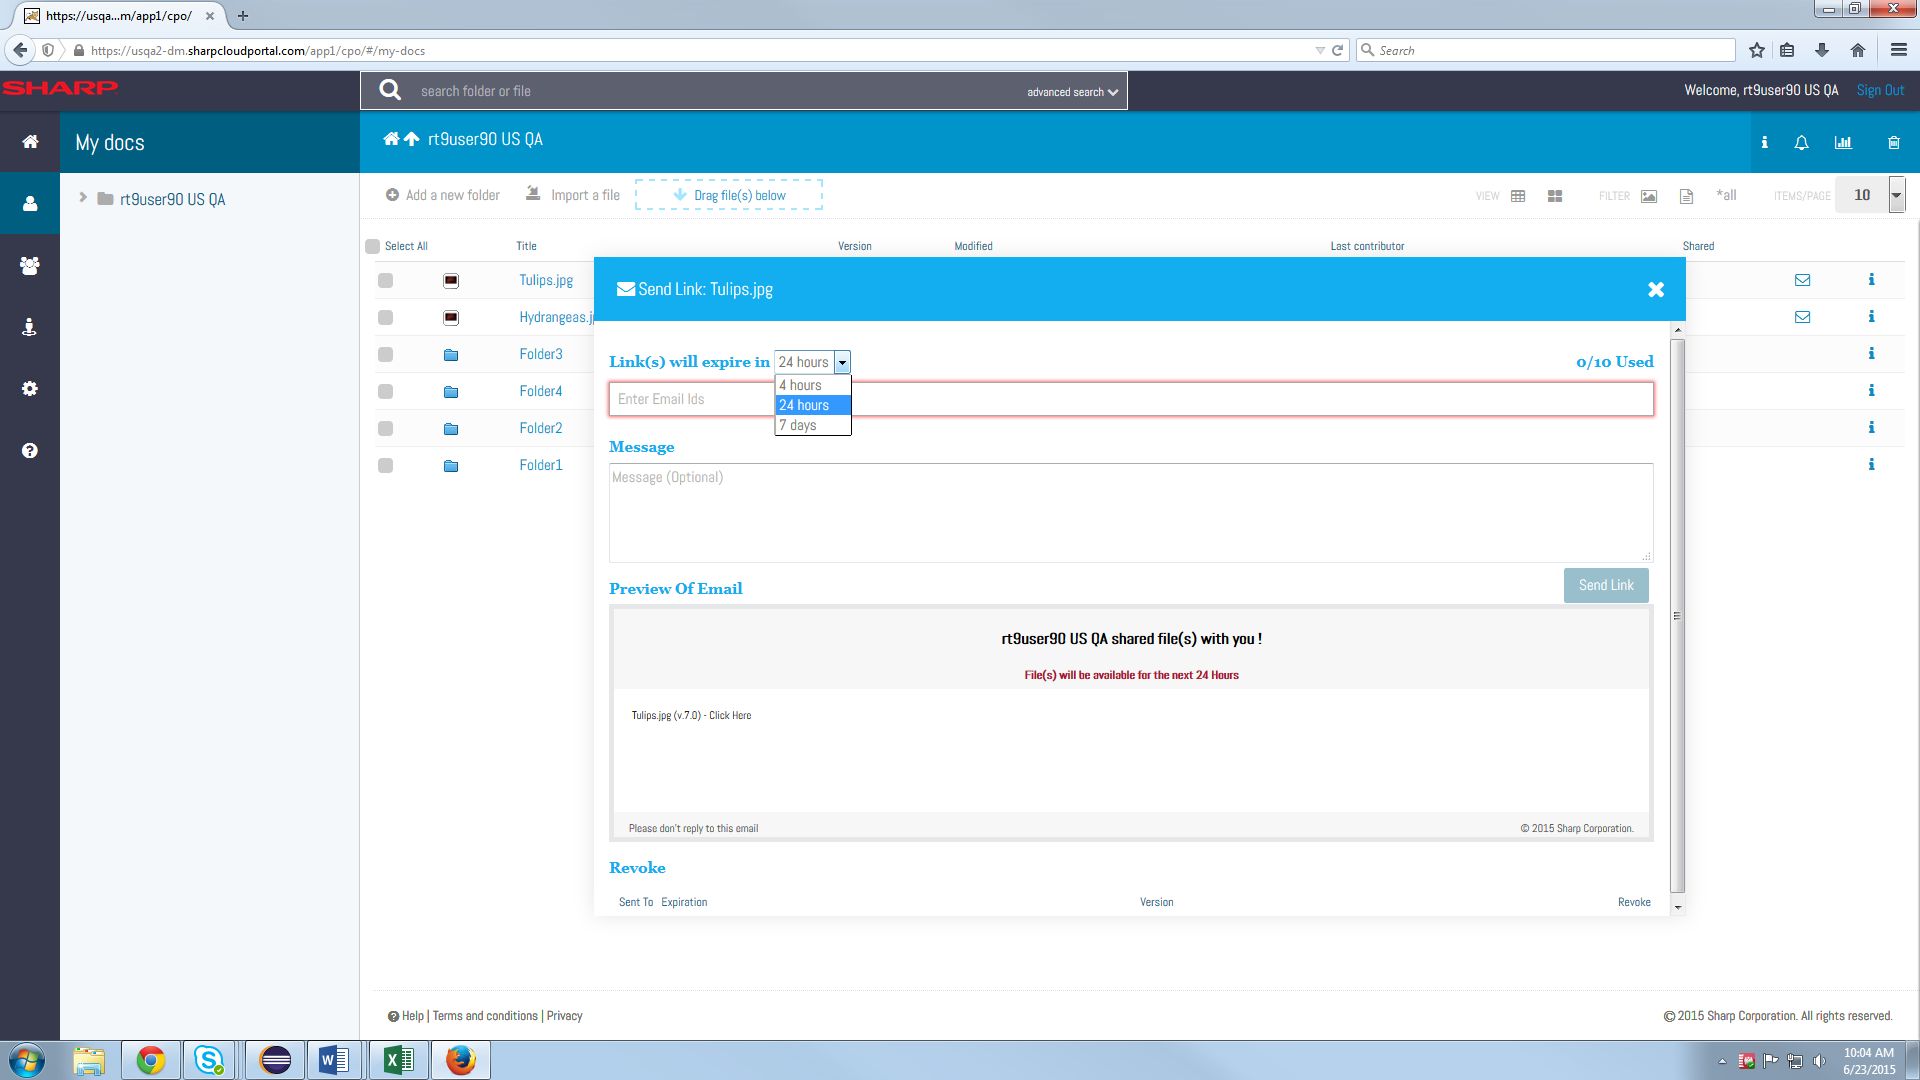 https://usqa...m/app1/cpo/
https://usqa2-dm.sharpcloudportal.com/app1/cpo/#/my-docs
Search
SHARP
search folder or file
advanced search
Welcome, rt9user90 US QA
Sign Out
My docs
rt9user90 US QA
rt9user90 US QA
Add a new folder
Import a file
Drag file(s) below
VIEW
FILTER
*all
ITEMS/PAGE
10
Select All
Title
Version
Modified
Last contributor
Shared
Tulips.jpg
Hydrangeas.j
Folder3
Folder4
Folder2
Folder1
Send Link: Tulips.jpg
Link(s) will expire in
24 hours
0/10 Used
4 hours
24 hours
7 days
Enter Email Ids
Message
Message (Optional)
Send Link
Preview Of Email
rt9user90 US QA shared file(s) with you !
File(s) will be available for the next 24 Hours
Tulips.jpg (v.7.0) - Click Here
Please don't reply to this email
© 2015 Sharp Corporation.
Revoke
Sent To
Expiration
Version
Revoke
Help | Terms and conditions | Privacy
© 2015 Sharp Corporation. All rights reserved.
10:04 AM
6/23/2015